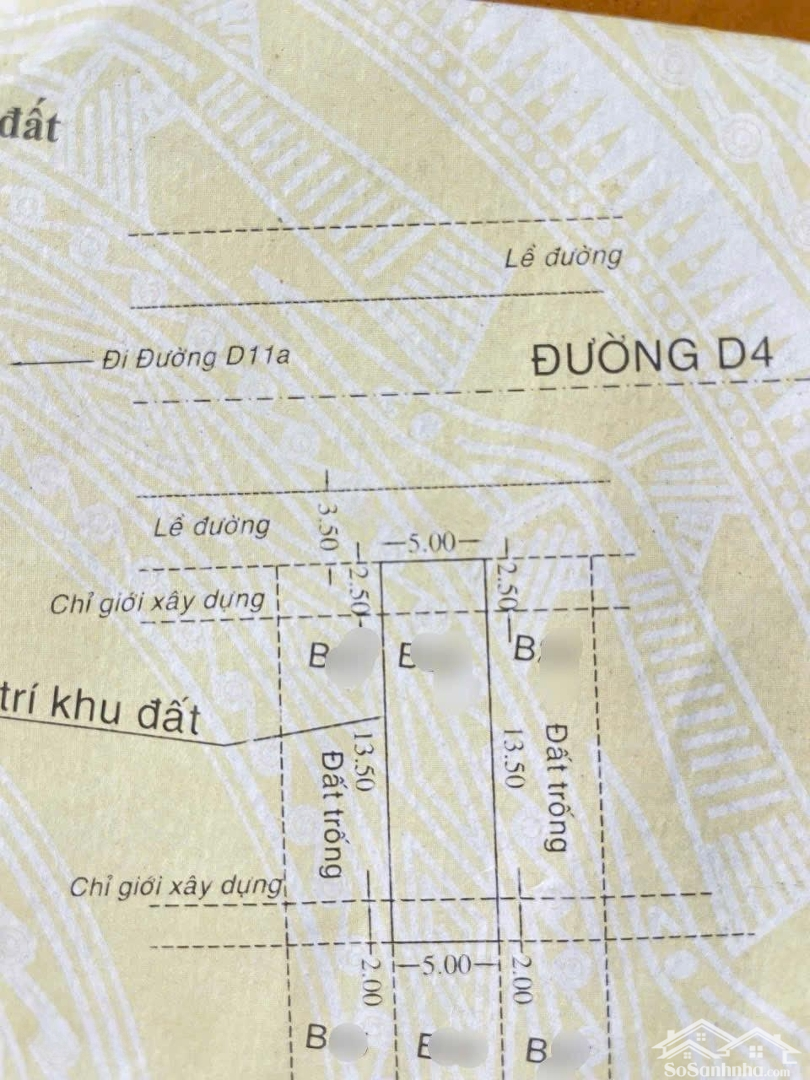 đất
Lề đường
Đi Đường D11a
ĐƯỜNG D4
Lề đường
3.50
5.00
2.50
2.50
Chỉ giới xây dựng
B
B
trí khu đất
13.50
13.50
Đất trống
Đất trống
Chỉ giới xây dựng
2.00
5.00
2.00
B
B
SoSanhnha.com